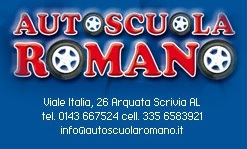 AUTOSCUOLA
ROMANO
Viale Italia, 26 Arquata Scrivia AL
tel. 0143 667524 cell. 335 6583921
info@autoscuolaromano.it